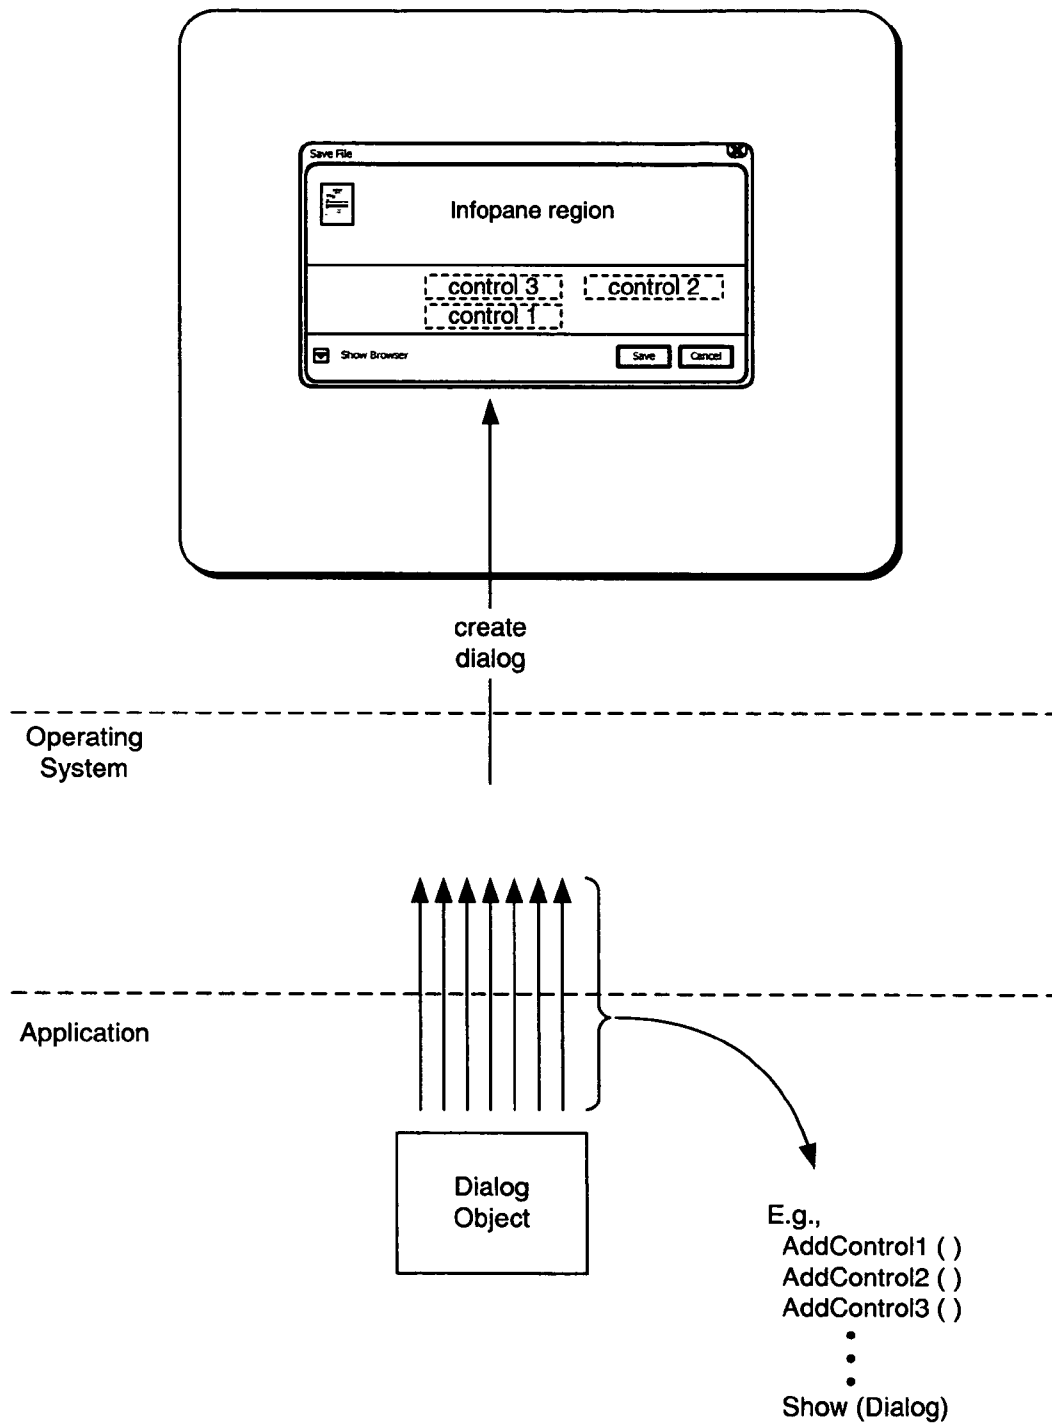 Save File
Infopane region
control 3 control 2
control 1
Show Browser Save Cancel
create
dialog
Operating
System
Application
Dialog
Object
E.g.,
AddControl1 ( )
AddControl2 ( )
AddControl3 ( )
Show (Dialog)